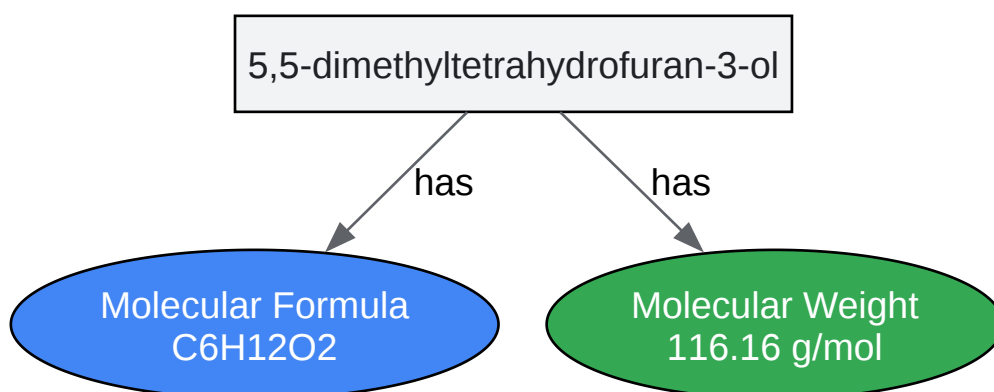 5,5-dimethyltetrahydrofuran-3-ol
has
has
Molecular Formula
C6H12O2
Molecular Weight
116.16 g/mol